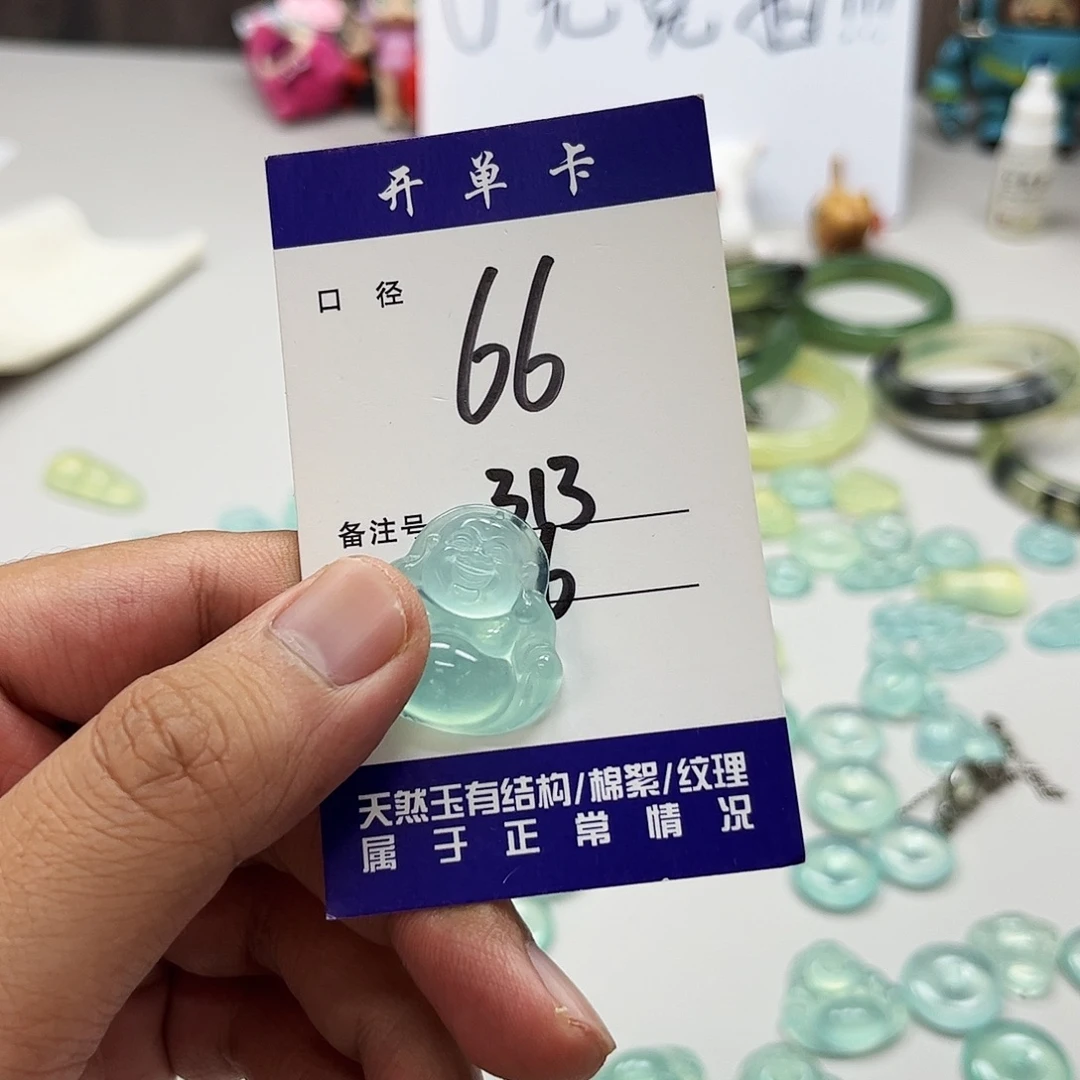 开单卡
口径 66
313
备注号
天然玉有结构/棉絮/纹理
属于正常情况